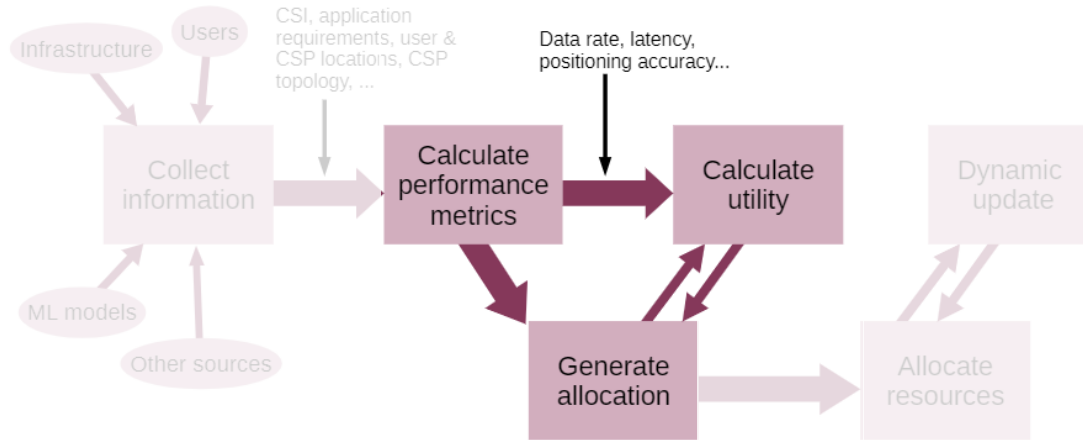 Infrastructure
Users
CSI, application
requirements, user &
CSP locations, CSP
topology, ...
Data rate, latency,
positioning accuracy...
Collect
information
Calculate
performance
metrics
Calculate
utility
Dynamic
update
ML models
Other sources
Generate
allocation
Allocate
resources